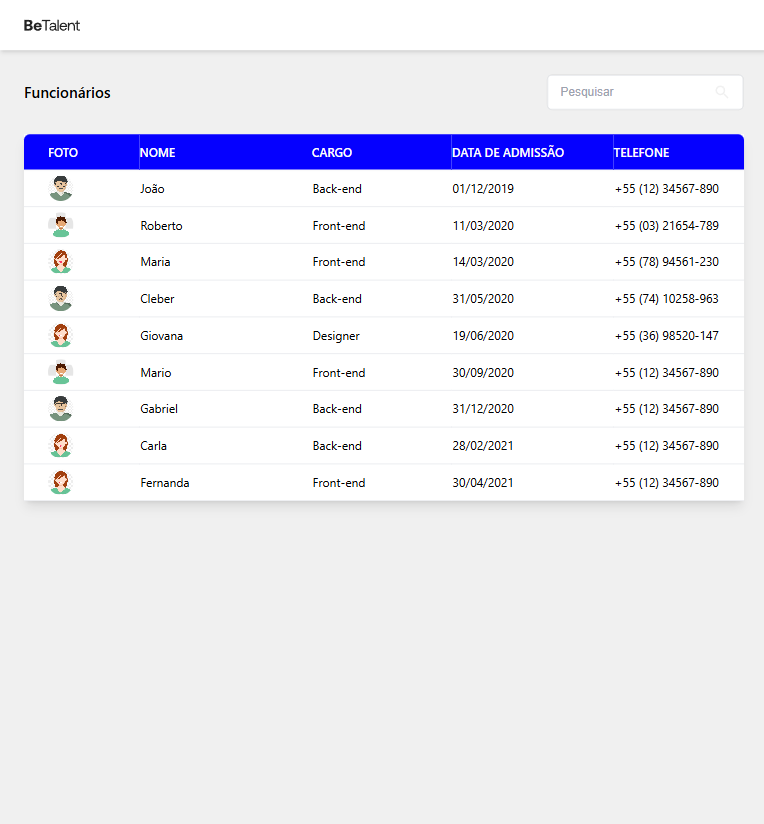 BeTalent
Funcionários
Pesquisar
FOTO NOME CARGO DATA DE ADMISSÃO TELEFONE
João Back-end 01/12/2019 +55 (12) 34567-890
Roberto Front-end 11/03/2020 +55 (03) 21654-789
Maria Front-end 14/03/2020 +55 (78) 94561-230
Cleber Back-end 31/05/2020 +55 (74) 10258-963
Giovana Designer 19/06/2020 +55 (36) 98520-147
Mario Front-end 30/09/2020 +55 (12) 34567-890
Gabriel Back-end 31/12/2020 +55 (12) 34567-890
Carla Back-end 28/02/2021 +55 (12) 34567-890
Fernanda Front-end 30/04/2021 +55 (12) 34567-890